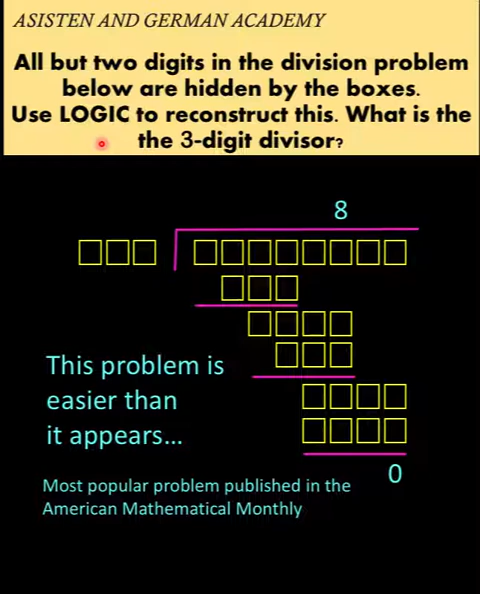 ASISTEN AND GERMAN ACADEMY
All but two digits in the division problem
below are hidden by the boxes.
Use LOGIC to reconstruct this. What is the
the 3-digit divisor?
8
□□□ □□□□□□□□
□□□
□□□□
□□□
This problem is
easier than
it appears...
□□□□
□□□□
0
Most popular problem published in the
American Mathematical Monthly